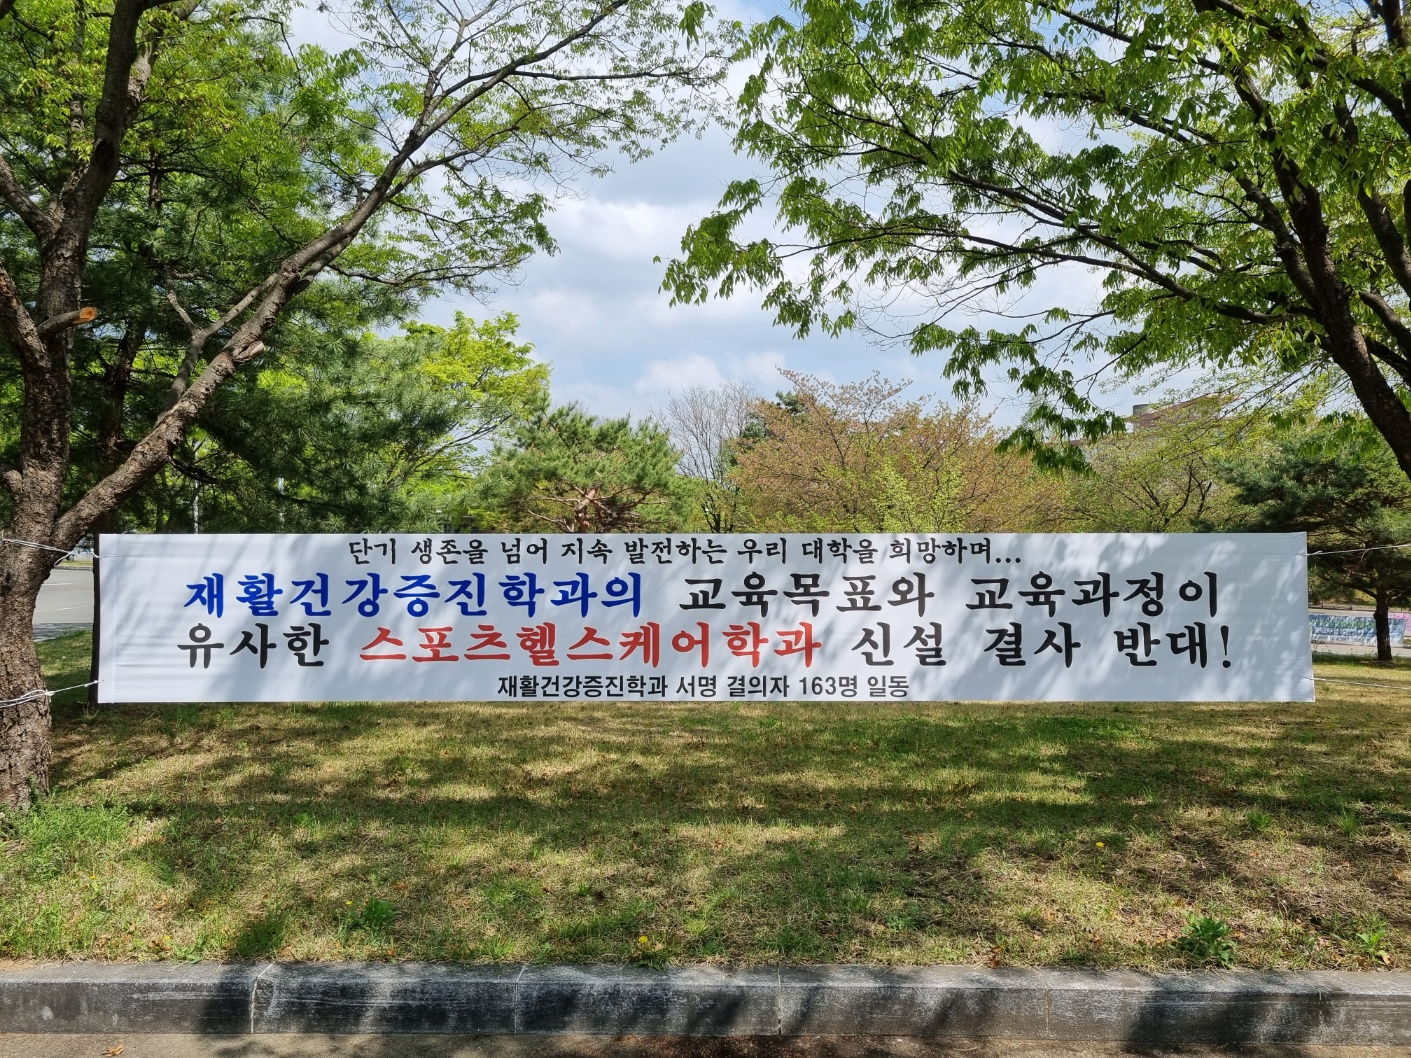 단기 생존을 넘어 지속 발전하는 우리 대학을 희망하며...
재활건강증진학과의 교육목표와 교육과정이
유사한 스포츠헬스케어학과 신설 결사 반대!
재활건강증진학과 서명 결의자 163명 일동